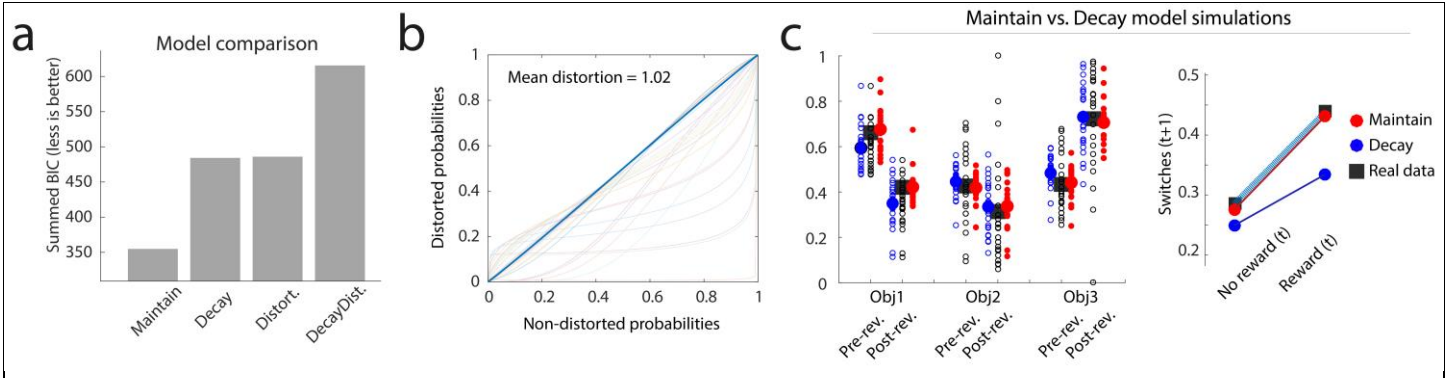 a
Model comparison
Summed BIC (less is better)
600
550
500
450
400
350
Maintain
Decay
Distort.
DecayDist.
b
Mean distortion = 1.02
Distorted probabilities
1
0.8
0.6
0.4
0.2
0
0
0.2
0.4
0.6
0.8
1
Non-distorted probabilities
c
Maintain vs. Decay model simulations
1
0.8
0.6
0.4
0.2
0
Obj1
Obj2
Obj3
Pre-rev.
Post-rev.
Pre-rev.
Post-rev.
Pre-rev.
Post-rev.
Switches (t+1)
0.5
0.4
0.3
0.2
No reward (t)
Reward (t)
Maintain
Decay
Real data